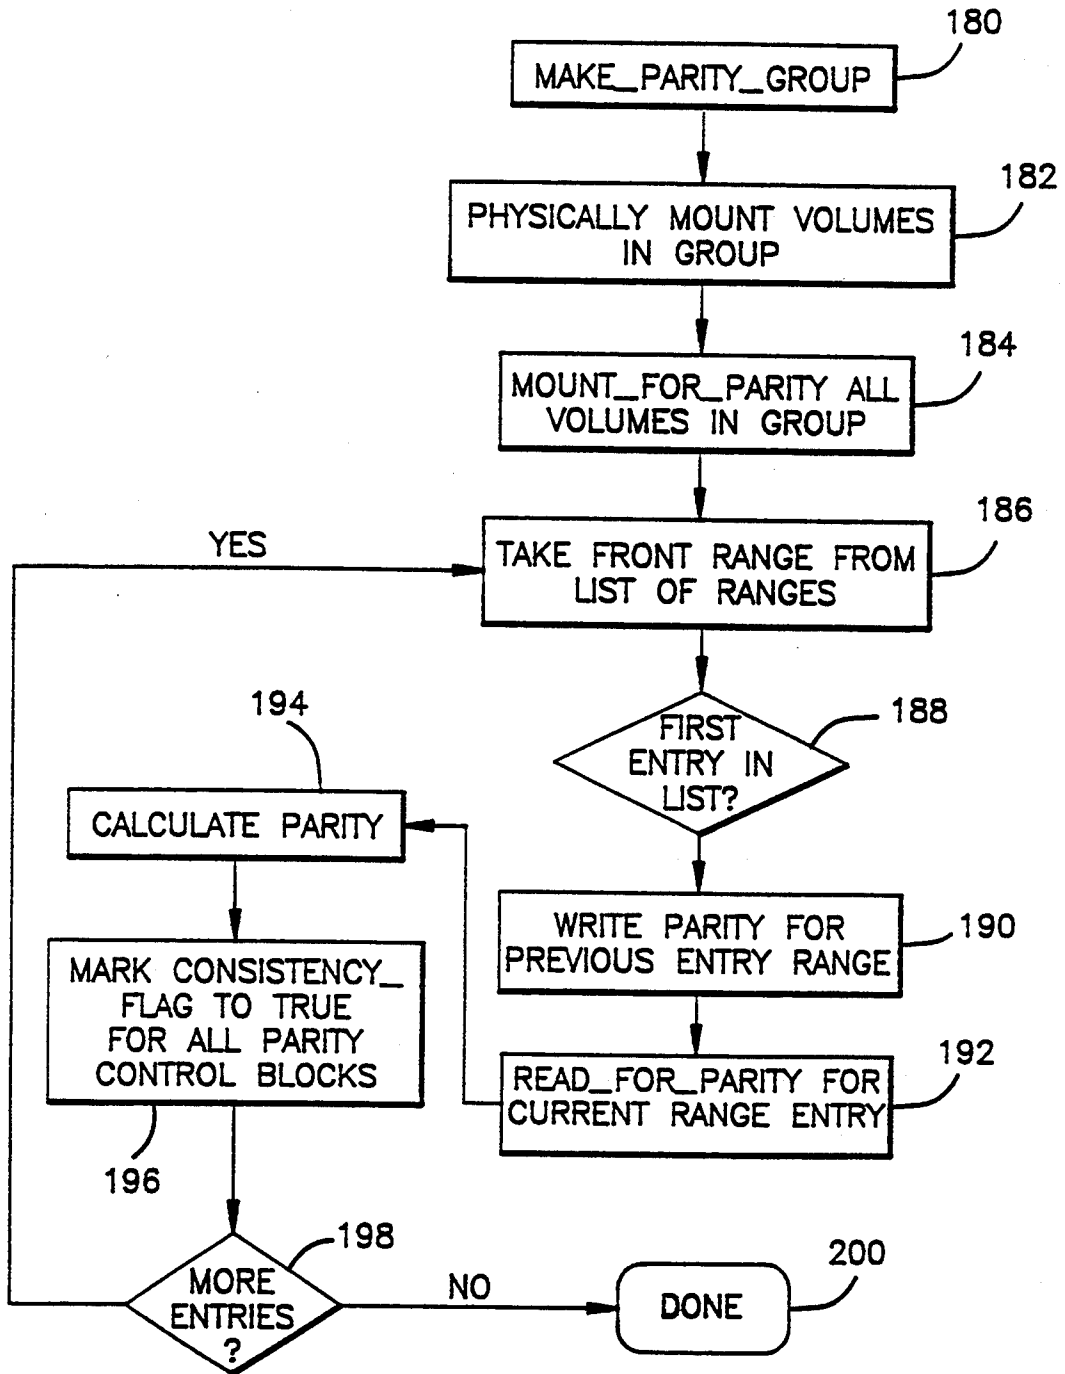 180
MAKE_PARITY_GROUP
182
PHYSICALLY MOUNT VOLUMES
IN GROUP
184
MOUNT_FOR_PARITY ALL
VOLUMES IN GROUP
186
YES
TAKE FRONT RANGE FROM
LIST OF RANGES
188
FIRST
ENTRY IN
LIST?
190
WRITE PARITY FOR
PREVIOUS ENTRY RANGE
192
READ_FOR_PARITY FOR
CURRENT RANGE ENTRY
194
CALCULATE PARITY
MARK CONSISTENCY_
FLAG TO TRUE
FOR ALL PARITY
CONTROL BLOCKS
196
198
MORE
ENTRIES
?
NO
200
DONE